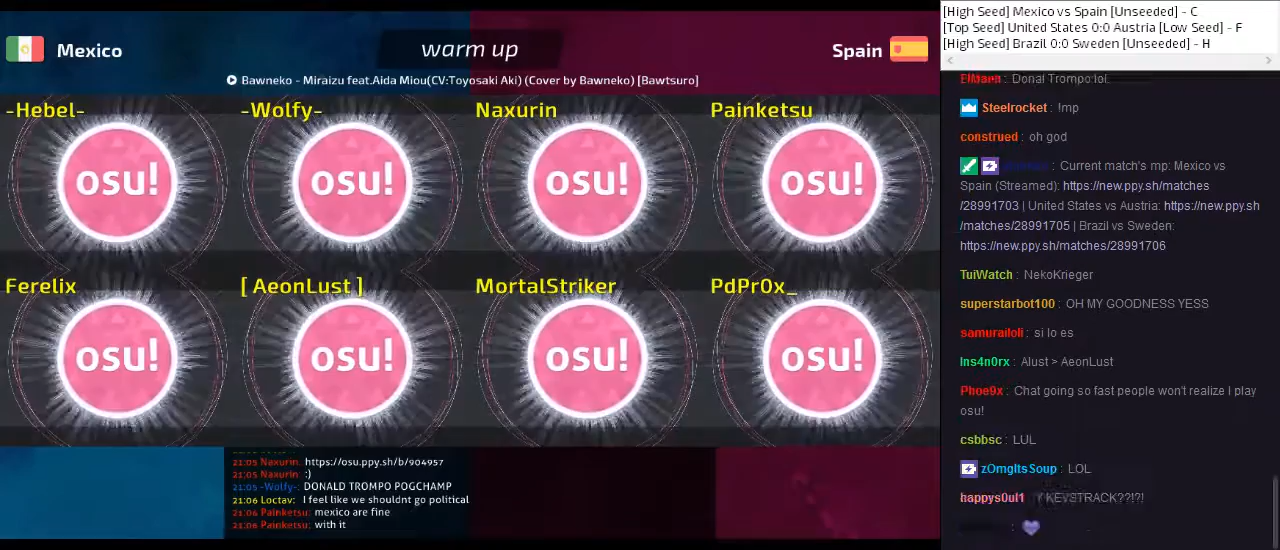 Mexico
warm up
Spain
Bawneko - Miraizu feat.Aida Miou(CV:Toyosaki Aki) (Cover by Bawneko) [Bawtsuro]
-Hebel-
-Wolfy-
Naxurin
Painketsu
osu!
osu!
osu!
osu!
Ferelix
[ AeonLust ]
MortalStriker
PdPr0x_
osu!
osu!
osu!
osu!
21:05 Naxurin: https://osu.ppy.sh/b/904957
21:05 Naxurin: :)
21:05 -Wolfy-: DONALD TROMPO POGCHAMP
21:06 Loctav: I feel like we shouldnt go political
21:06 Painketsu: mexico are fine
21:06 Painketsu: with it
[High Seed] Mexico vs Spain [Unseeded] - C
[Top Seed] United States 0:0 Austria [Low Seed] - F
[High Seed] Brazil 0:0 Sweden [Unseeded] - H
: Donal Trompo lol.
Steelrocket : !mp
construed : oh god
: Current match's mp: Mexico vs
Spain (Streamed): https://new.ppy.sh/matches
/28991703 | United States vs Austria: https://new.ppy.sh
/matches/28991705 | Brazil vs Sweden:
https://new.ppy.sh/matches/28991706
TuiWatch : NekoKrieger
superstarbot100 : OH MY GOODNESS YESS
samurailoli : si lo es
Ins4n0rx : Alust > AeonLust
Phoe9x : Chat going so fast people won't realize I play
osu!
csbbsc : LUL
zOmgItsSoup : LOL
happys0ul1 : KEYSTRACK??!?!
: